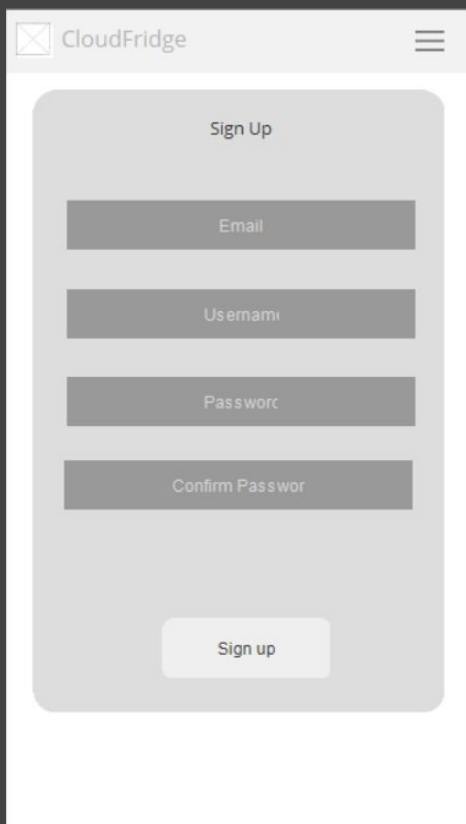 CloudFridge
Sign Up
Email
Usernam
Passwor
Confirm Passwor
Sign up